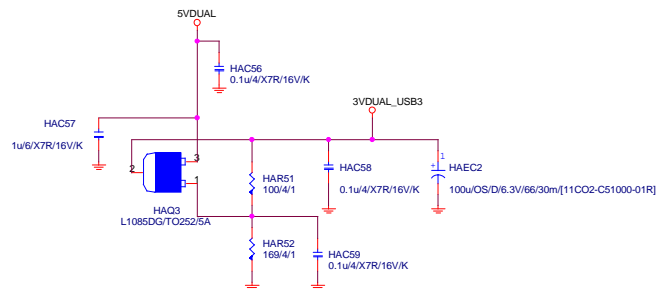 5VDUAL
HAC56
0.1u/4/X7R/16V/K
3VDUAL_USB3
HAC57
1u/6/X7R/16V/K
3
2
1
HAQ3
L1085DG/TO252/5A
HAR51
100/4/1
HAC58
0.1u/4/X7R/16V/K
1
+
HAEC2
100u/OS/D/6.3V/66/30m/[11CO2-C51000-01R]
HAR52
169/4/1
HAC59
0.1u/4/X7R/16V/K